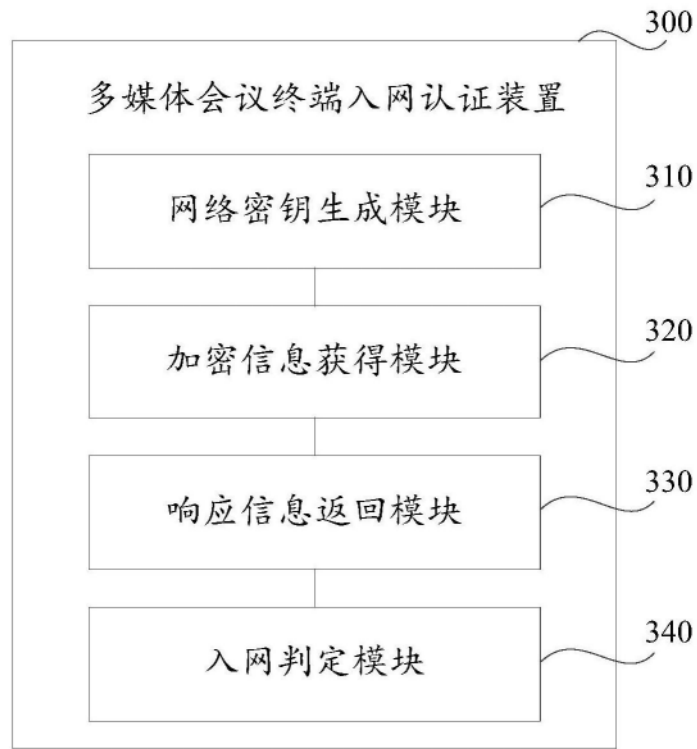 300
多媒体会议终端入网认证装置
310
网络密钥生成模块
320
加密信息获得模块
330
响应信息返回模块
340
入网判定模块